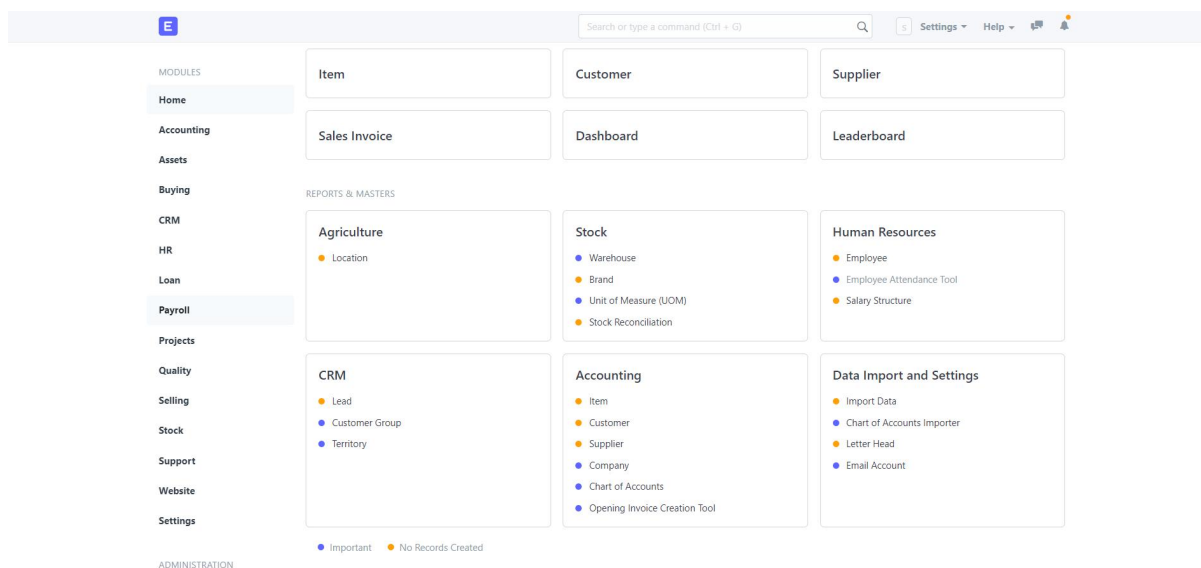 E
Search or type a command (Ctrl + G)
s
Settings
Help
MODULES
Home
Accounting
Assets
Buying
CRM
HR
Loan
Payroll
Projects
Quality
Selling
Stock
Support
Website
Settings
ADMINISTRATION
Item
Customer
Supplier
Sales Invoice
Dashboard
Leaderboard
REPORTS & MASTERS
Agriculture
Location
Stock
Warehouse
Brand
Unit of Measure (UOM)
Stock Reconciliation
Human Resources
Employee
Employee Attendance Tool
Salary Structure
CRM
Lead
Customer Group
Territory
Accounting
Item
Customer
Supplier
Company
Chart of Accounts
Opening Invoice Creation Tool
Data Import and Settings
Import Data
Chart of Accounts Importer
Letter Head
Email Account
Important
No Records Created